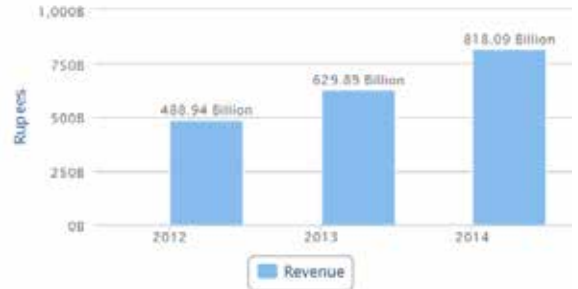 1,000B
818.09 Billion
750B
629.89 Billion
488.94 Billion
500B
Rupees
250B
0B
2012
2013
2014
Revenue